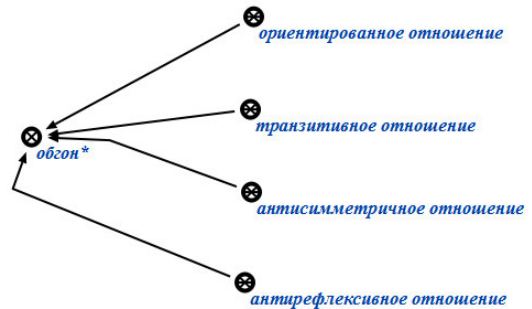 ориентированное отношение
транзитивное отношение
обгон*
антисимметричное отношение
антирефлексивное отношение